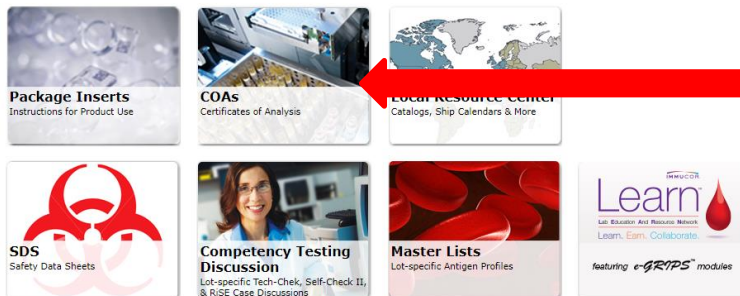 Package Inserts
Instructions for Product Use
COAs
Certificates of Analysis
Local Resource Center
Catalogs, Ship Calendars & More
SDS
Safety Data Sheets
Competency Testing
Discussion
Lot-specific Tech-Chek, Self-Check II,
& RiSE Case Discussions
Master Lists
Lot-specific Antigen Profiles
IMMUCOR
Learn™
Lab Education And Resource Network
Learn. Earn. Collaborate.
featuring e-GRIPS™ modules